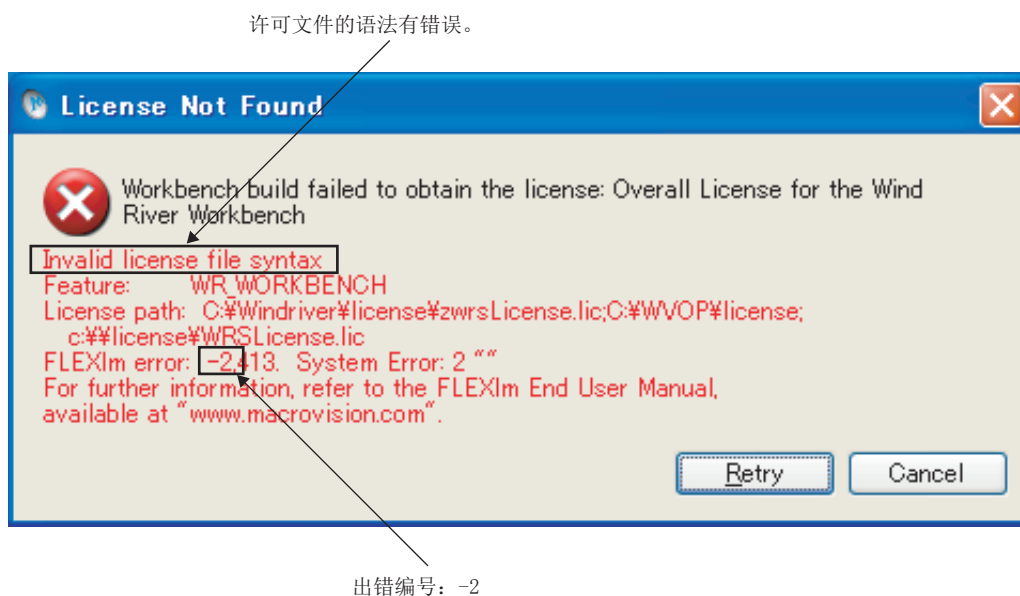 许可文件的语法有错误。
License Not Found
Workbench build failed to obtain the license: Overall License for the Wind
River Workbench
Invalid license file syntax
Feature: WR_WORKBENCH
License path: C:¥Windriver¥license¥zwrsLicense.lic;C:¥WVOP¥license;
c:¥¥license¥WRSLicense.lic
FLEXlm error: -2,413. System Error: 2 ""
For further information, refer to the FLEXlm End User Manual,
available at "www.macrovision.com".
Retry Cancel
出错编号：-2